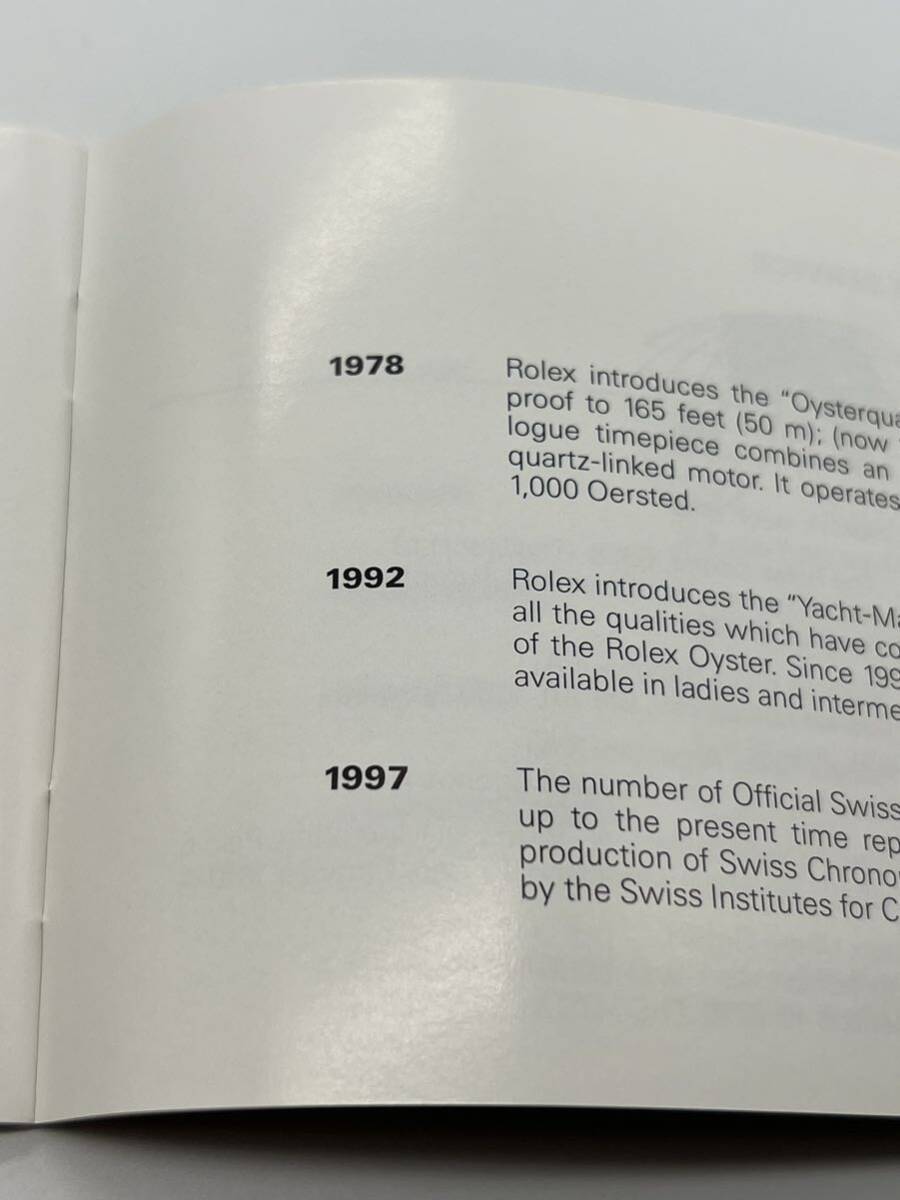 1978 Rolex introduces the “Oysterqua
proof to 165 feet (50 m); (now
logue timepiece combines an
quartz-linked motor. It operates
1,000 Oersted.
1992 Rolex introduces the “Yacht-Ma
all the qualities which have co
of the Rolex Oyster. Since 199
available in ladies and interme
1997 The number of Official Swiss
up to the present time rep
production of Swiss Chrono
by the Swiss Institutes for C